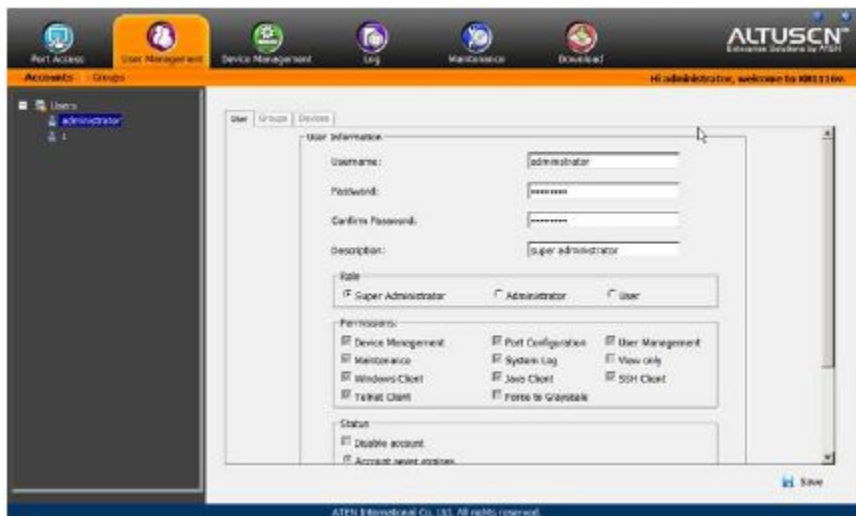 Port Access User Management Device Management Log Maintenance Download
ALTUSCN™
Enterprise Solutions by ATEN
Accounts Groups
Hi administrator, welcome to KN1116v.
Users
administrator
1
User Groups Devices
User Information
Username: administrator
Password: ••••••••
Confirm Password: ••••••••
Description: super administrator
Role
Super Administrator Administrator User
Permissions:
Device Management Port Configuration User Management
Maintenance System Log View only
Windows Client Java Client SSH Client
Telnet Client Force to Grayscale
Status
Disable account
Account never expires
Save
ATEN International Co. Ltd. All rights reserved.